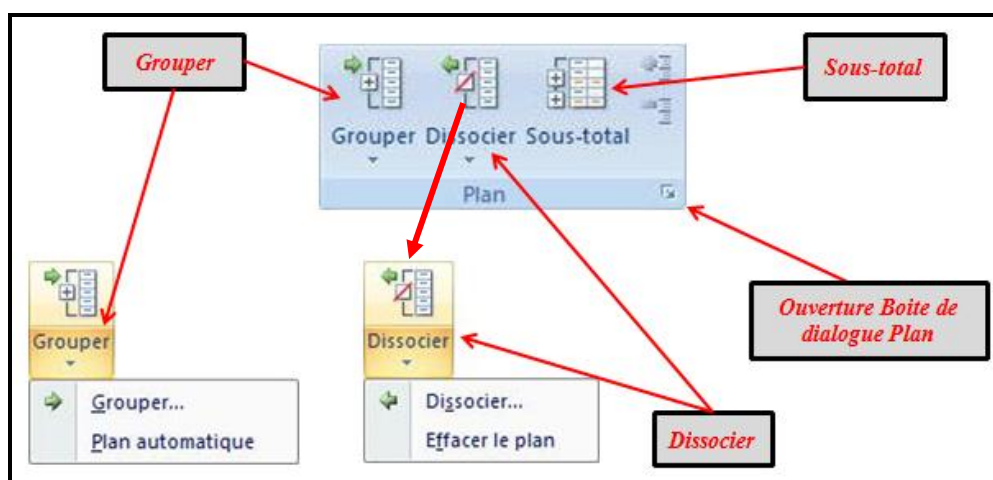 Grouper
Sous-total
Grouper Dissocier Sous-total
Plan
Ouverture Boite de
dialogue Plan
Grouper
Dissocier
Grouper...
Plan automatique
Dissocier...
Effacer le plan
Dissocier